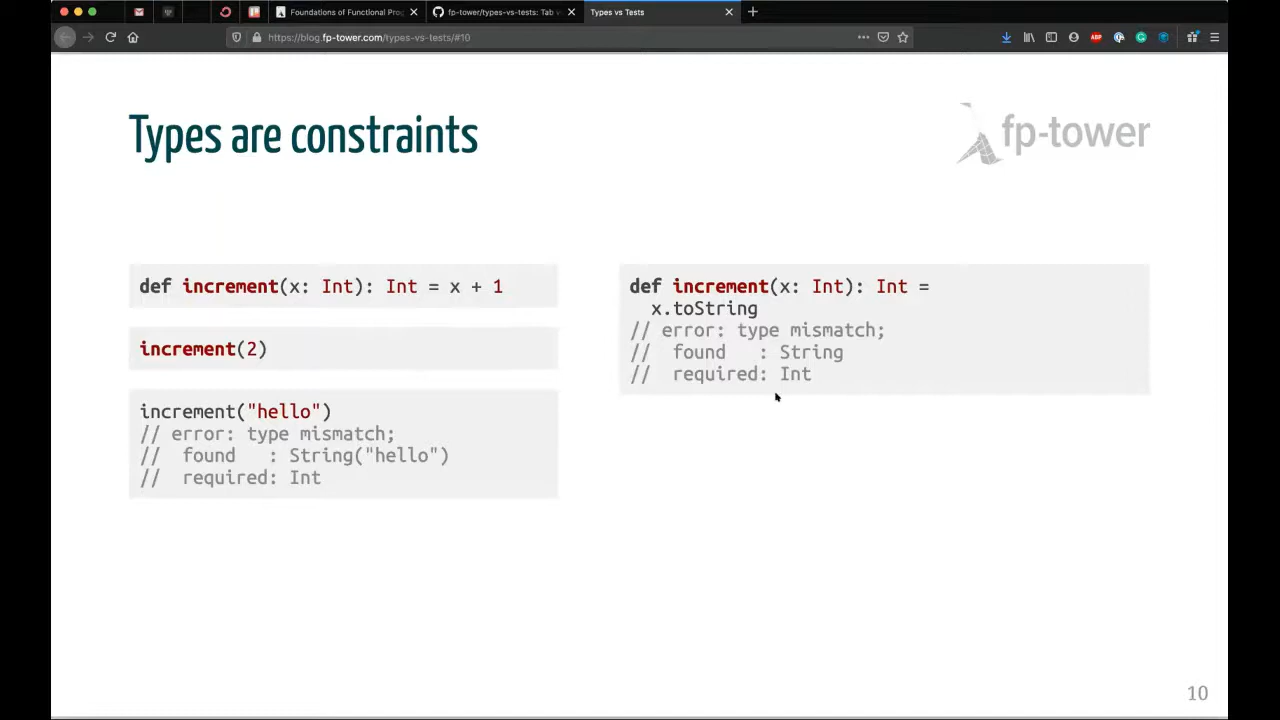 Foundations of Functional Prog
fp-tower/types-vs-tests: Tab v
Types vs Tests
https://blog.fp-tower.com/types-vs-tests/#10
ABP
Types are constraints
fp-tower
def increment(x: Int): Int = x + 1
increment(2)
increment("hello")
// error: type mismatch;
//  found   : String("hello")
//  required: Int
def increment(x: Int): Int =
  x.toString
// error: type mismatch;
//  found   : String
//  required: Int
10